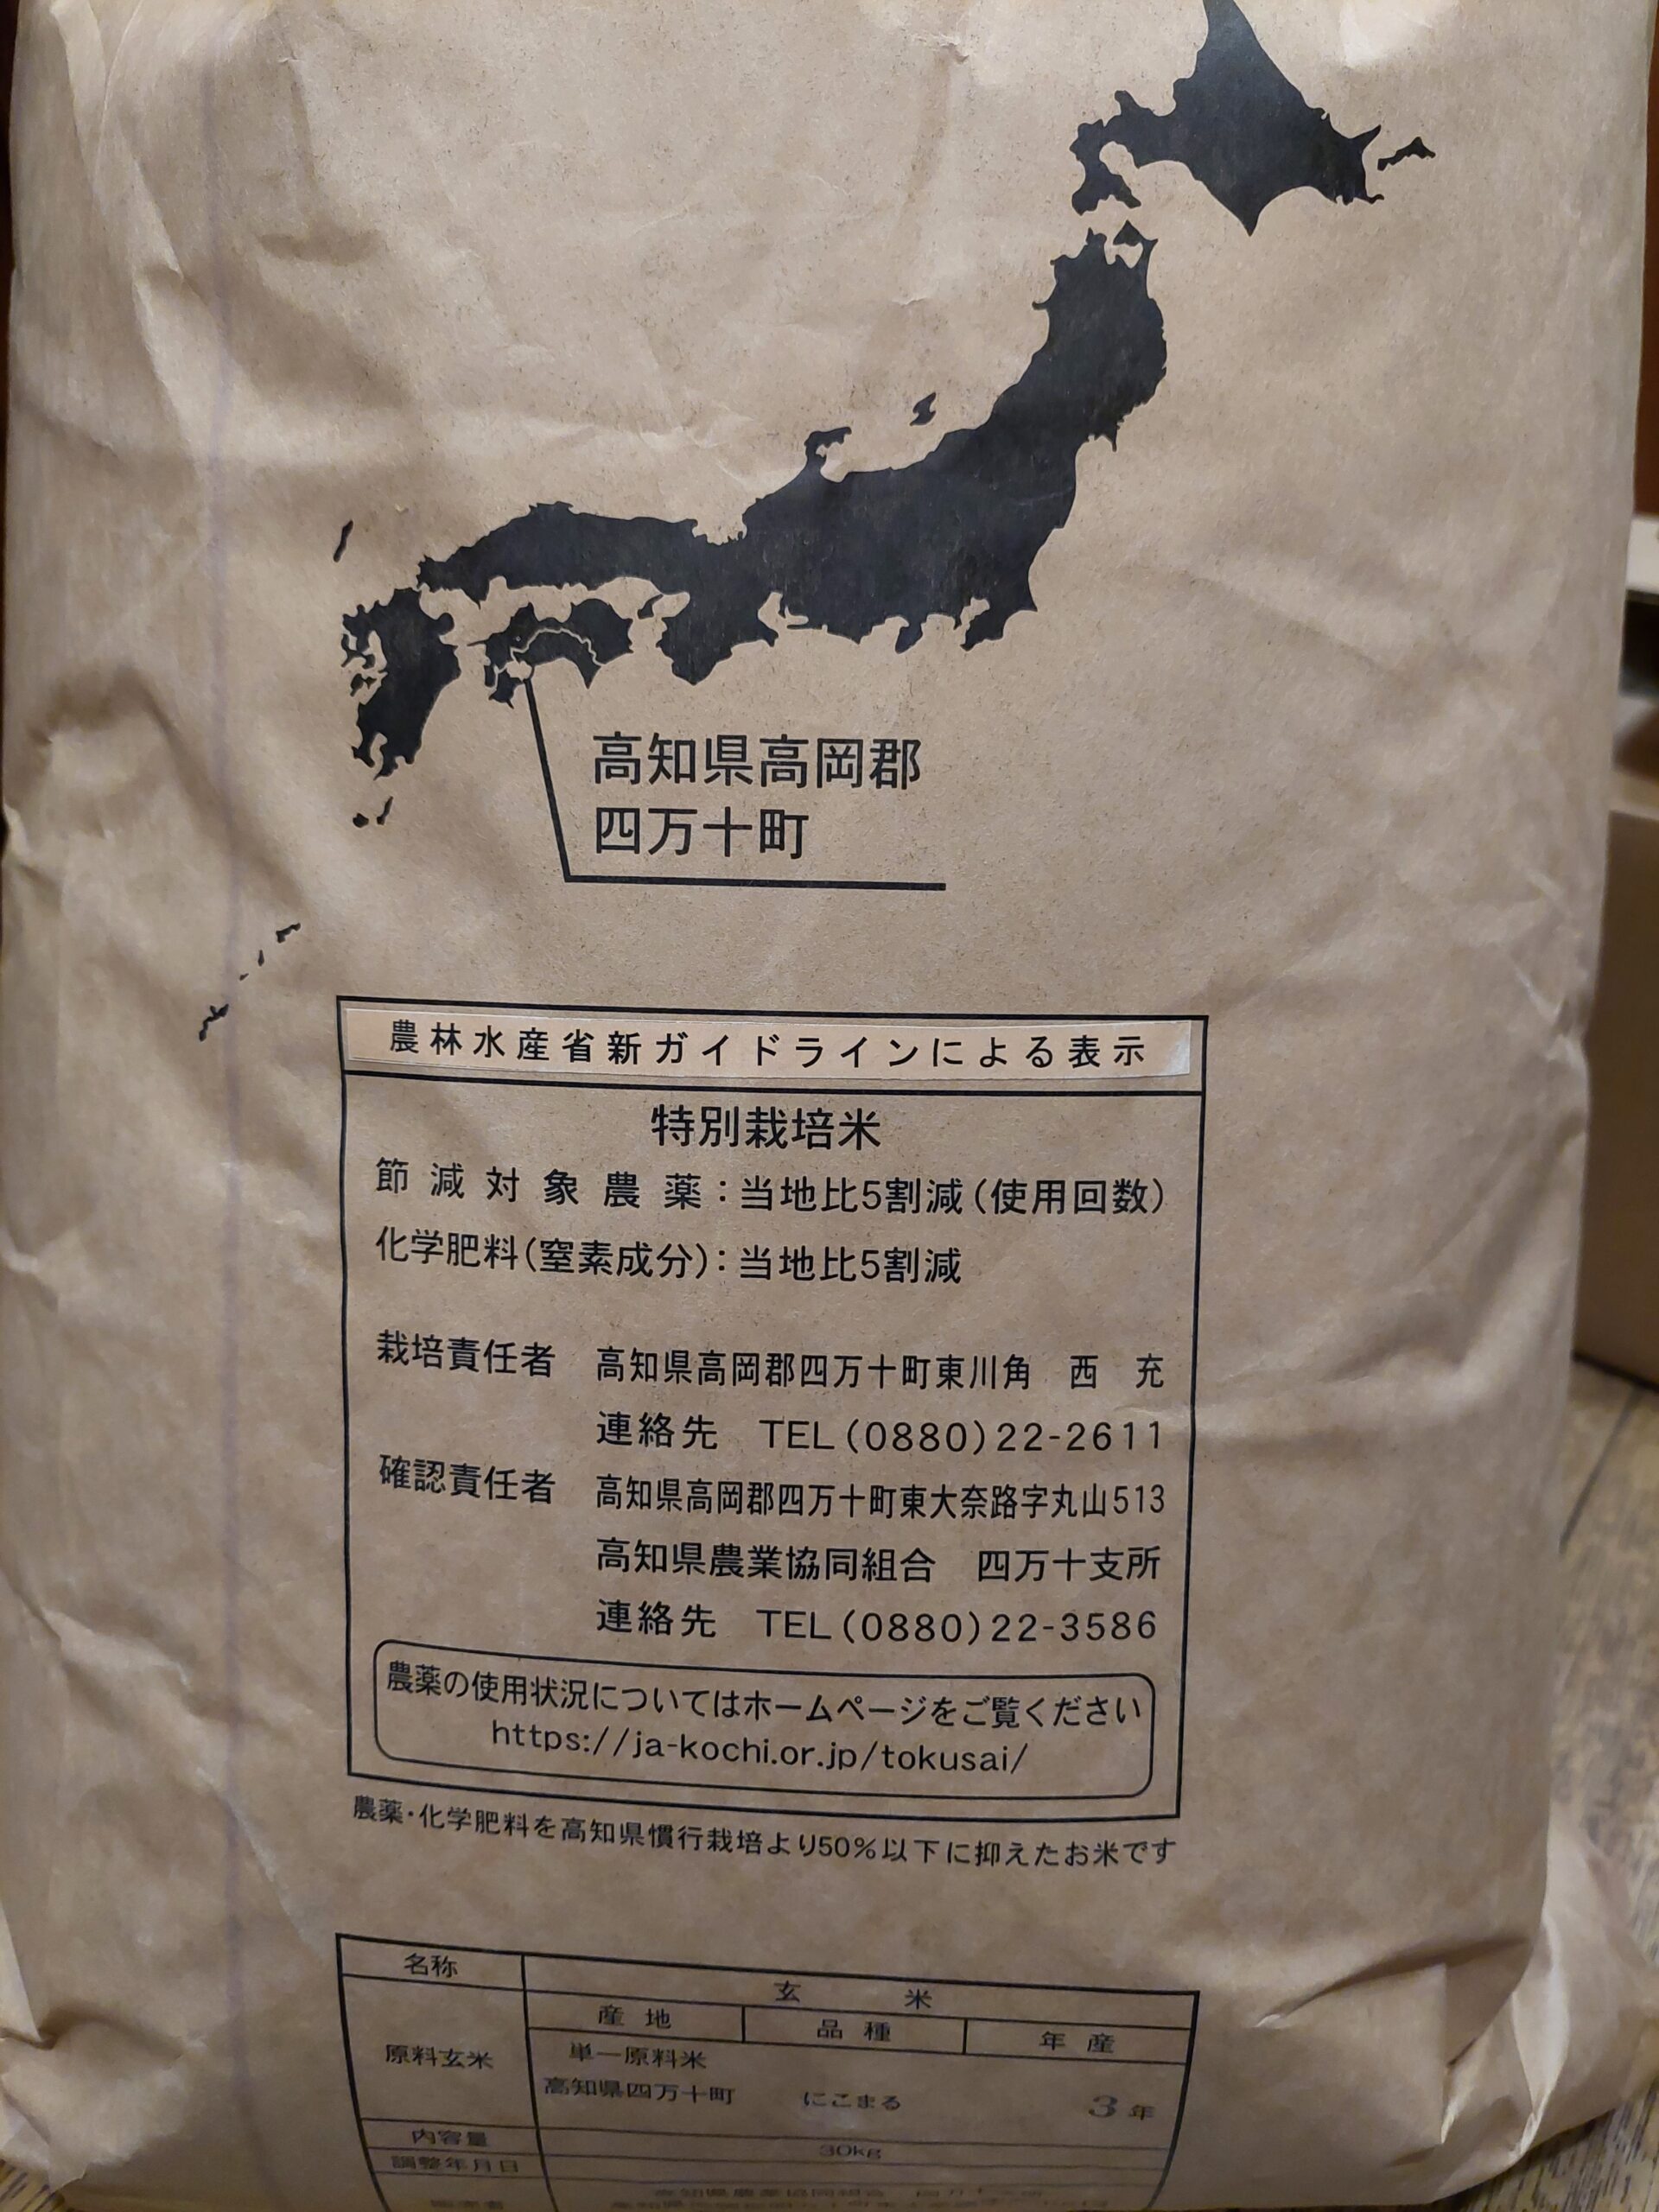 高知県高岡郡
四万十町
農林水産省新ガイドラインによる表示
特別栽培米
節減対象農薬：当地比5割減(使用回数)
化学肥料(窒素成分)：当地比5割減
栽培責任者 高知県高岡郡四万十町東川角 西 充
連絡先 TEL(0880)22-2611
確認責任者 高知県高岡郡四万十町東大奈路字丸山513
高知県農業協同組合 四万十支所
連絡先 TEL(0880)22-3586
農薬の使用状況についてはホームページをご覧ください
https://ja-kochi.or.jp/tokusai/
農薬・化学肥料を高知県慣行栽培より50%以下に抑えたお米です
名称 玄米
産地 品種 年産
原料玄米 単一原料米
高知県四万十町 にこまる 3年
内容量 30kg
調整年月日